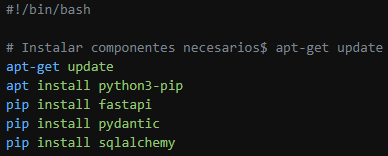 #!/bin/bash
# Instalar componentes necesarios$ apt-get update
apt-get update
apt install python3-pip
pip install fastapi
pip install pydantic
pip install sqlalchemy